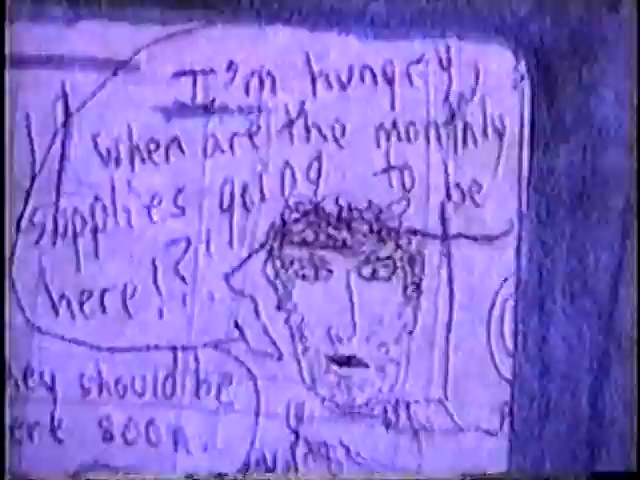 I'm hungry,
when are the monthly
supplies going to be
here!?
hey should be
ere soon.